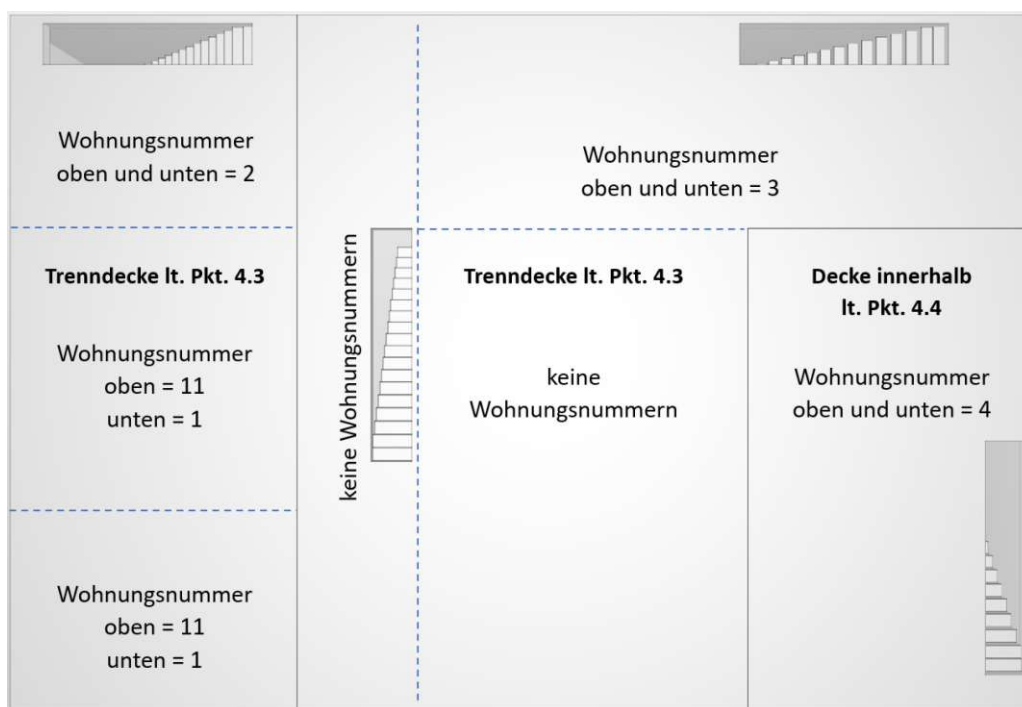 Wohnungsnummer
oben und unten = 2
Wohnungsnummer
oben und unten = 3
Trenndecke lt. Pkt. 4.3
Wohnungsnummer
oben = 11
unten = 1
keine Wohnungsnummern
Trenndecke lt. Pkt. 4.3
keine
Wohnungsnummern
Decke innerhalb
lt. Pkt. 4.4
Wohnungsnummer
oben und unten = 4
Wohnungsnummer
oben = 11
unten = 1